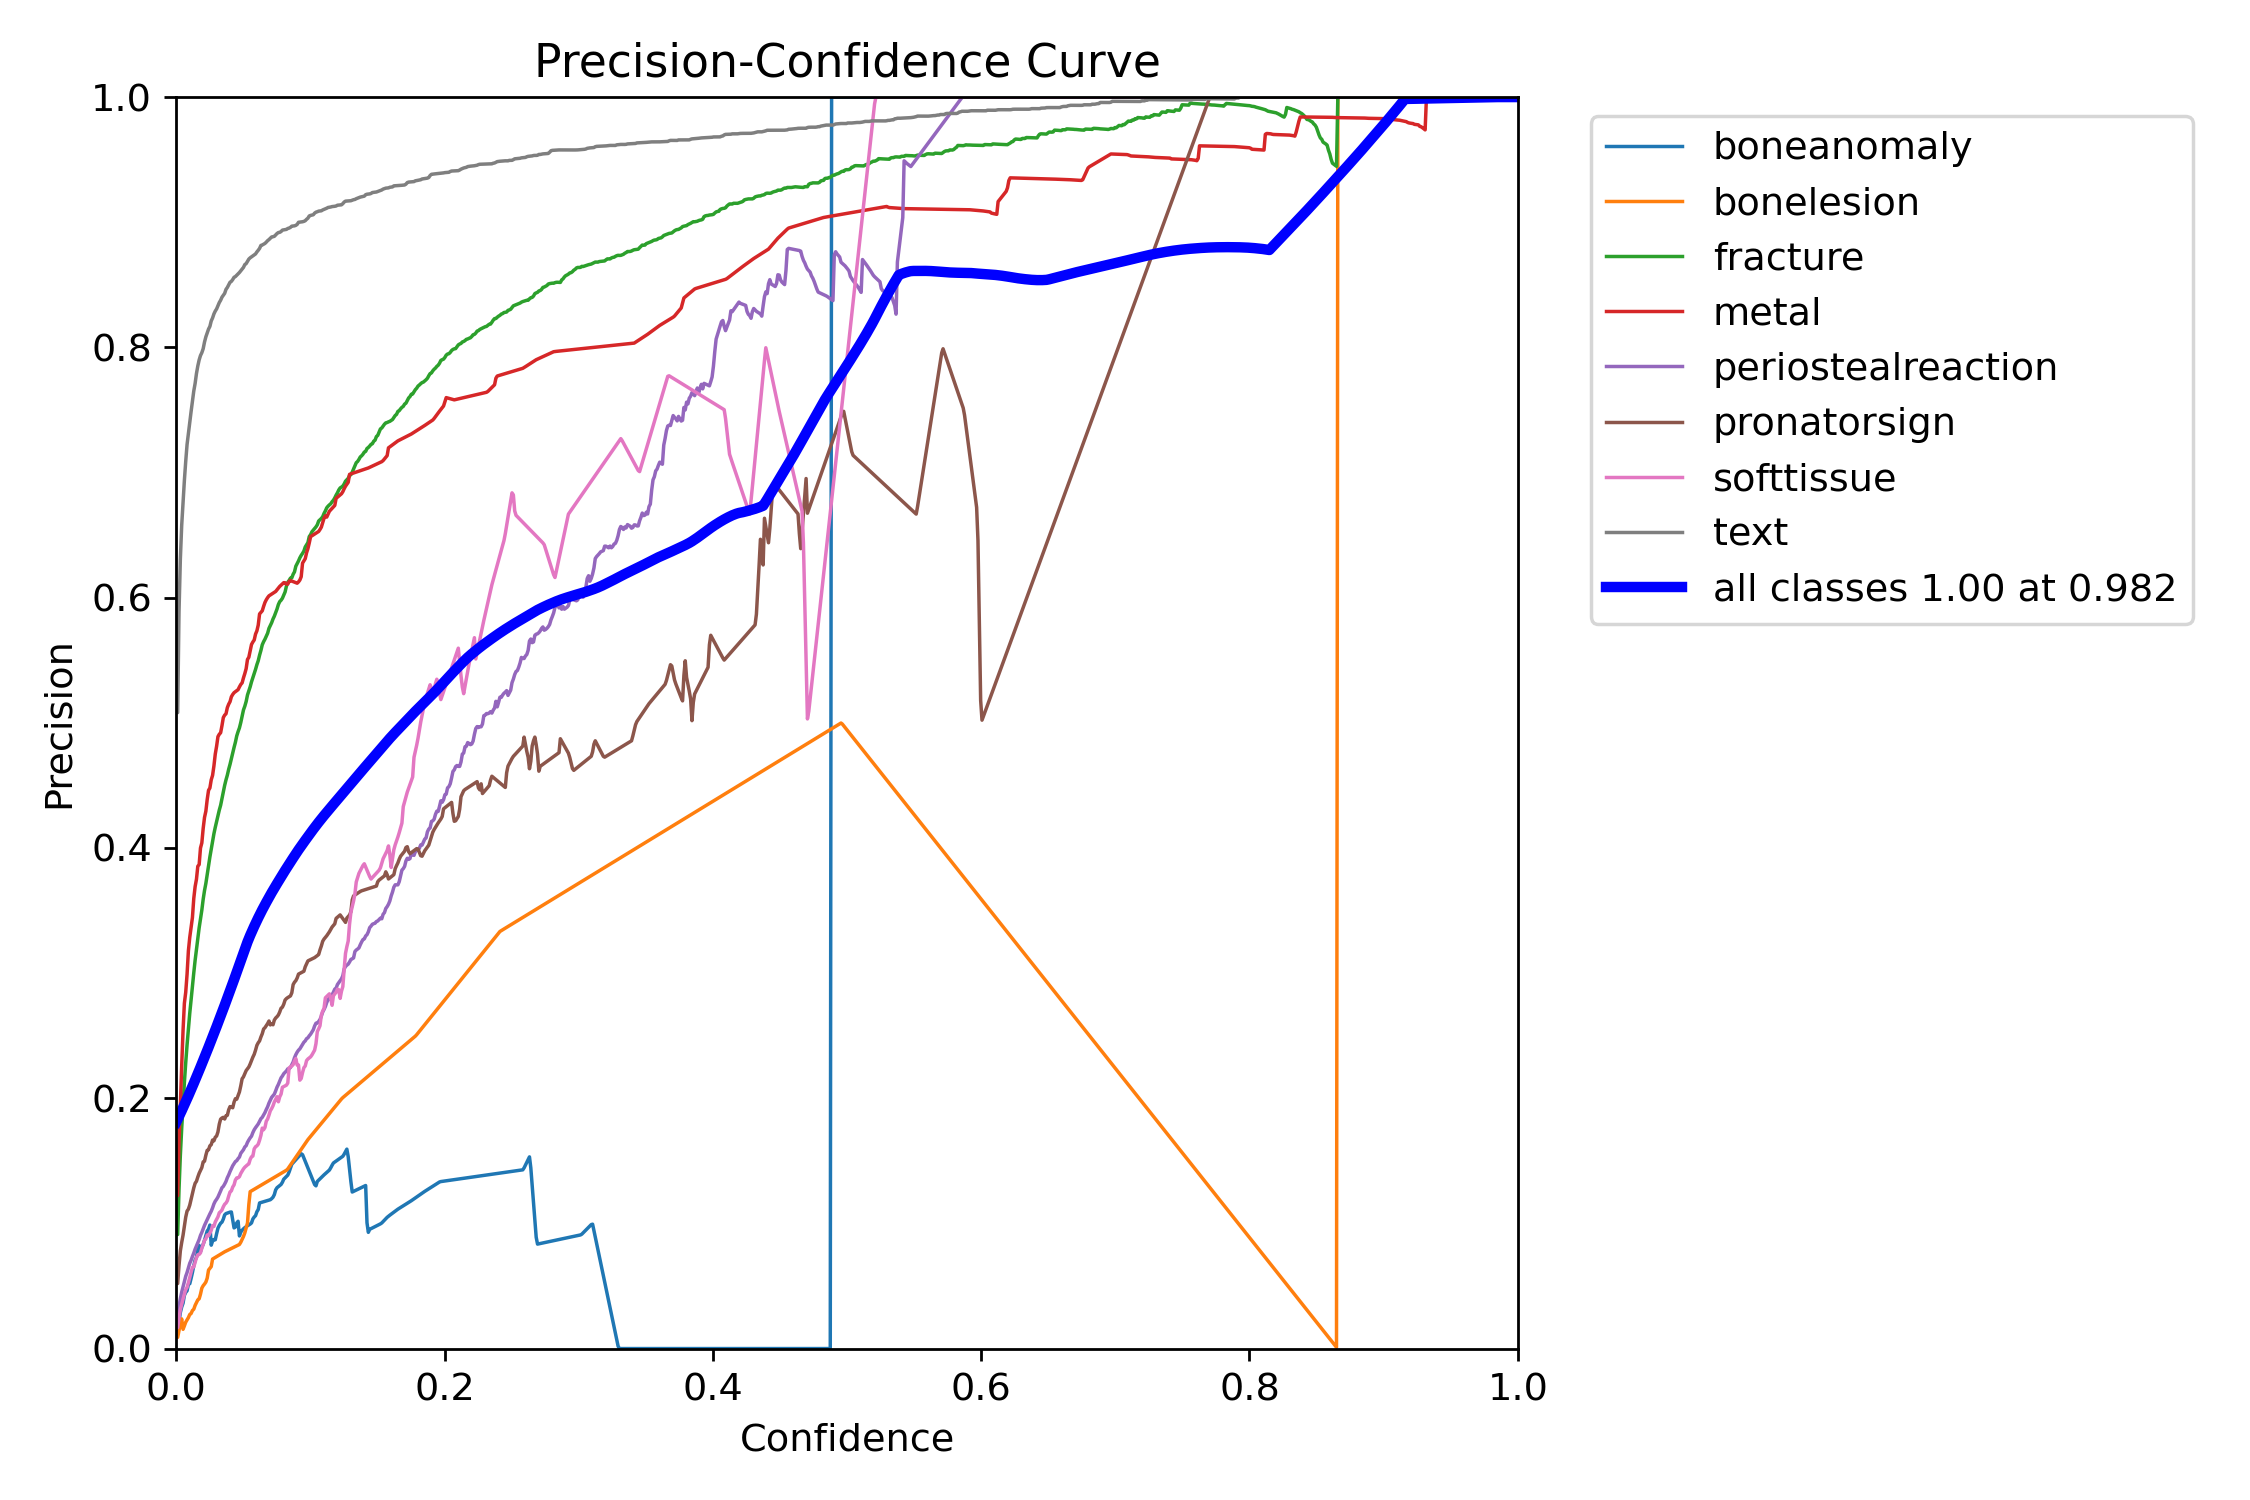 Precision-Confidence Curve
1.0
0.8
0.6
0.4
0.2
0.0
Precision
0.0 0.2 0.4 0.6 0.8 1.0
Confidence
boneanomaly
bonelesion
fracture
metal
periostealreaction
pronatorsign
softtissue
text
all classes 1.00 at 0.982